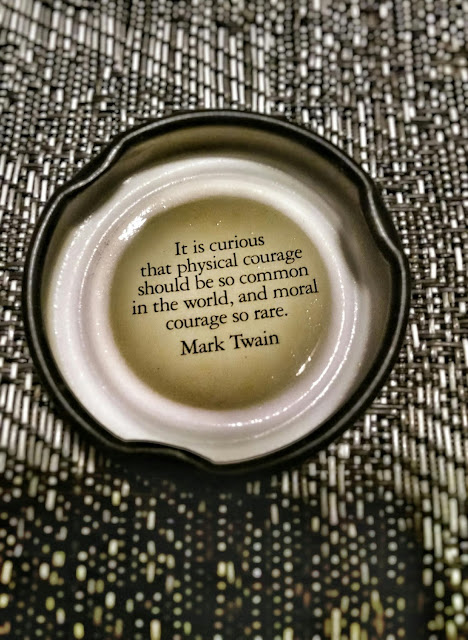 It is curious
that physical courage
should be so common
in the world, and moral
courage so rare.
Mark Twain